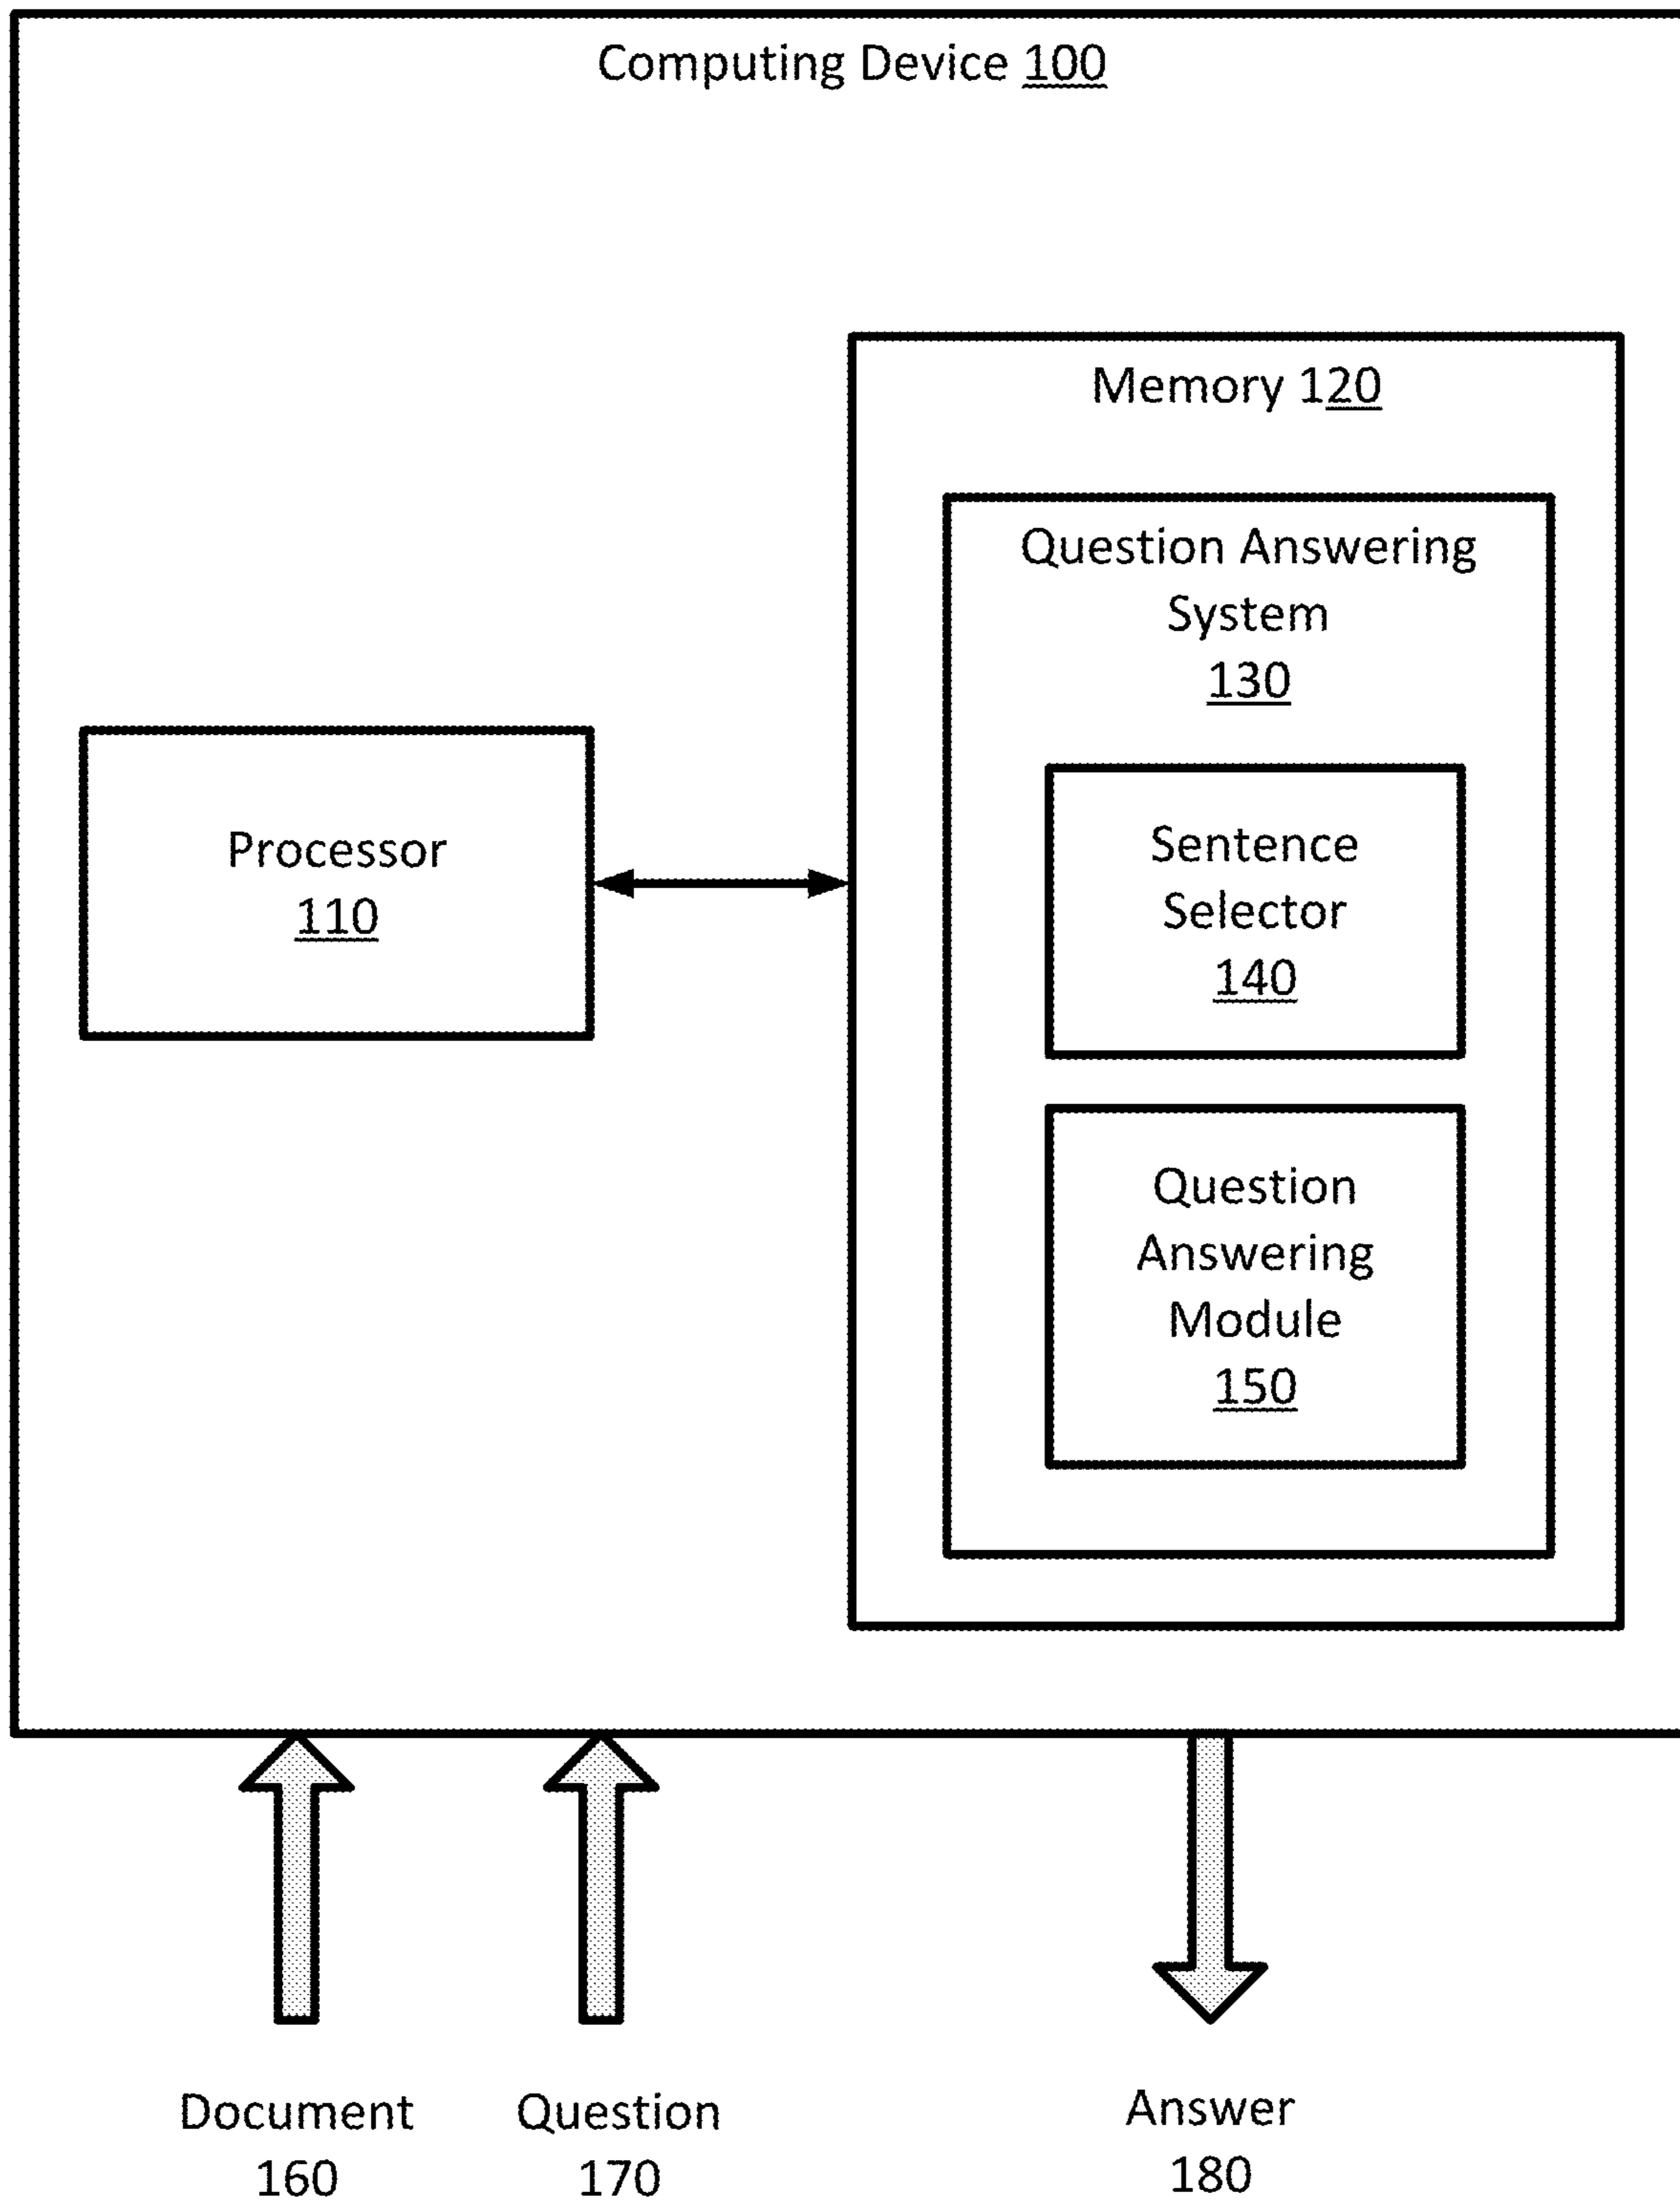 Computing Device 100
Memory 120
Question Answering
System
130
Processor
110
Sentence
Selector
140
Question
Answering
Module
150
Document
160
Question
170
Answer
180